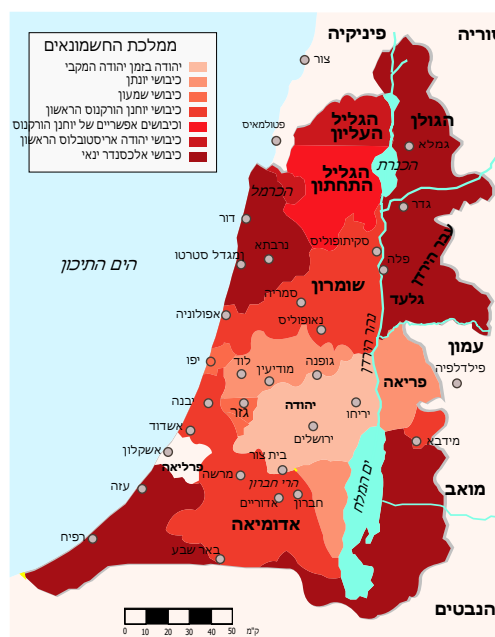 ממלכת החשמונאים
יהודה בזמן יהודה המקבי
כיבושי יונתן
כיבושי שמעון
כיבושי יוחנן הורקנוס הראשון
וכיבושים אפשריים של יוחנן הורקנוס
כיבושי יהודה אריסטובלוס הראשון
כיבושי אלכסנדר ינאי
פיניקיה
סוריה
צור
הגליל
העליון
הגולן
פטולמאיס
גמלא
הכנרת
הגליל
התחתון
הכרמל
גדר
דור
סקיתופוליס
עבר הירדן
נרבתא
מגדל סטרטו
פלה
הים התיכון
שומרון
גלעד
סמריה
אפולוניה
נאופוליס
נהר הירדן
עמון
יפו
לוד
גופנה
מודיעין
פילדלפיה
פריאה
יבנה
גזר
יהודה
יריחו
אשדוד
ירושלים
מידבא
אשקלון
בית צור
פרליאה
מרשה
הרי חברון
ים המלח
עזה
אדוריים
חברון
מואב
אדומיאה
רפיח
באר שבע
הנבטים
0 10 20 30 40 50
ק"מ